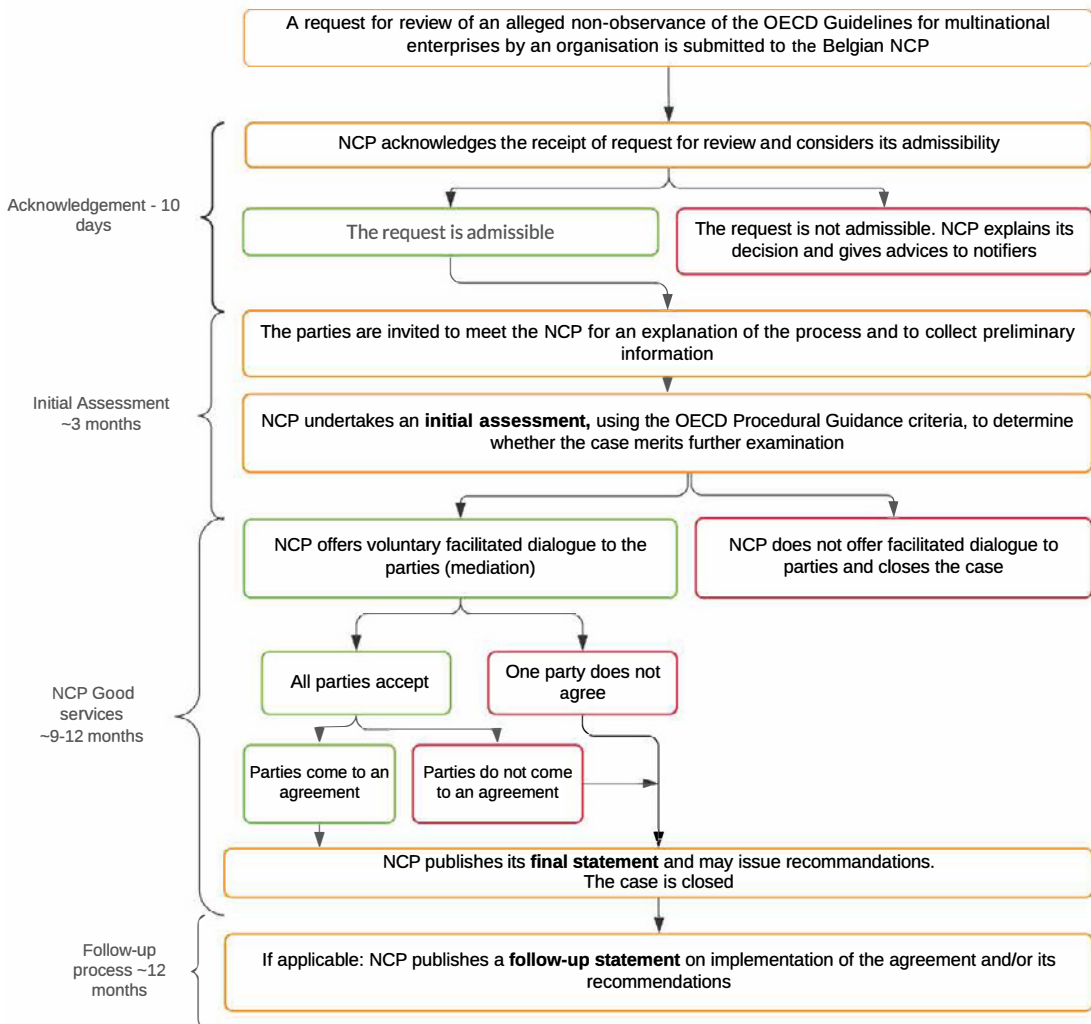 A request for review of an alleged non-observance of the OECD Guidelines for multinational
enterprises by an organisation is submitted to the Belgian NCP
NCP acknowledges the receipt of request for review and considers its admissibility
Acknowledgement - 10
days
The request is admissible
The request is not admissible. NCP explains its
decision and gives advices to notifiers
The parties are invited to meet the NCP for an explanation of the process and to collect preliminary
information
Initial Assessment
~3 months
NCP undertakes an initial assessment, using the OECD Procedural Guidance criteria, to determine
whether the case merits further examination
NCP offers voluntary facilitated dialogue to the
parties (mediation)
NCP does not offer facilitated dialogue to
parties and closes the case
All parties accept
One party does not
agree
NCP Good
services
~9-12 months
Parties come to an
agreement
Parties do not come
to an agreement
NCP publishes its final statement and may issue recommandations.
The case is closed
Follow-up
process ~12
months
If applicable: NCP publishes a follow-up statement on implementation of the agreement and/or its
recommendations